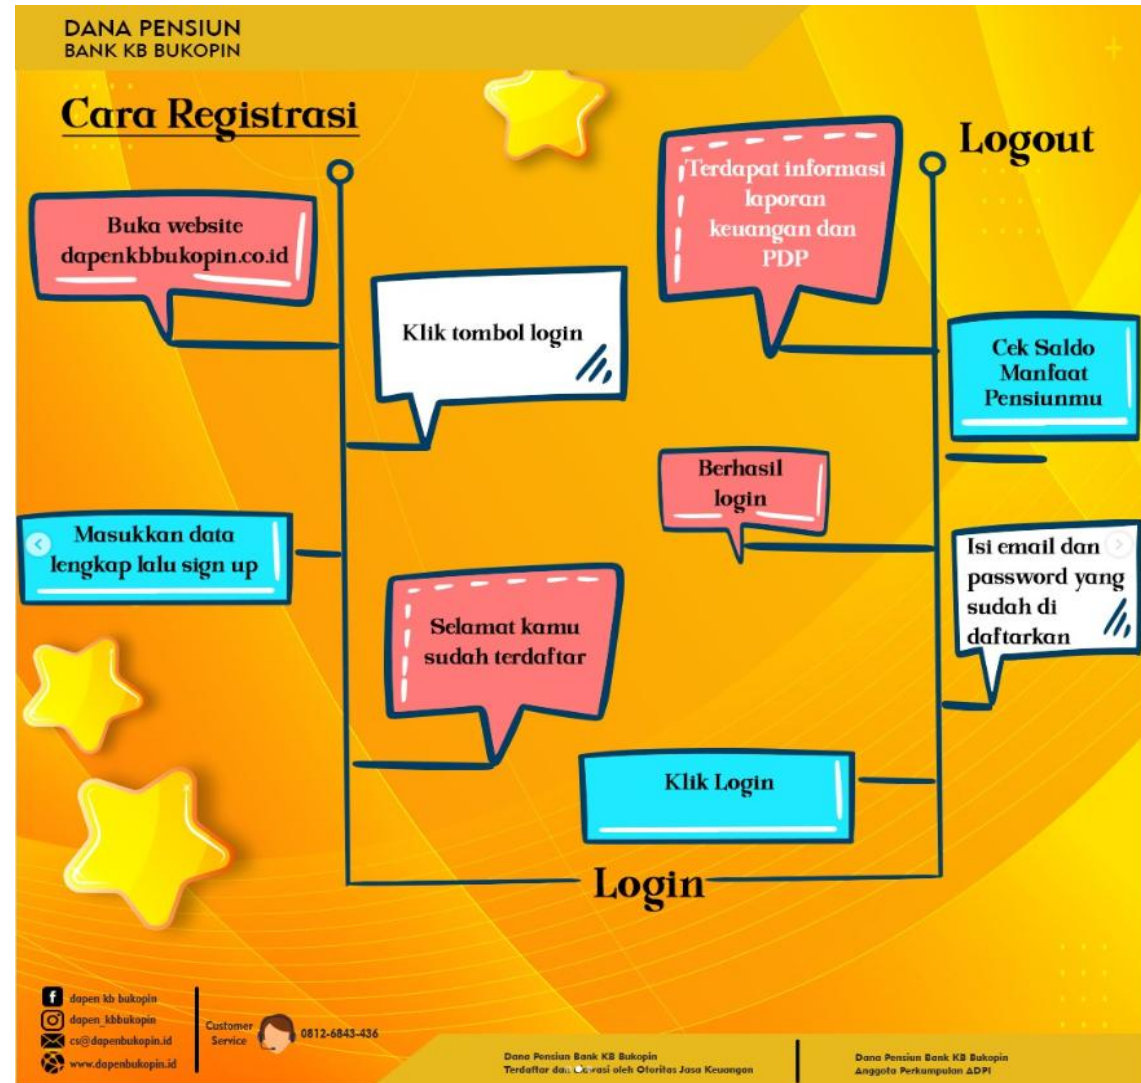 DANA PENSIUN
BANK KB BUKOPIN
Cara Registrasi
Buka website
dapenkbbukopin.co.id
Klik tombol login
Masukkan data
lengkap lalu sign up
Selamat kamu
sudah terdaftar
Login
Klik Login
Isi email dan
password yang
sudah di
daftarkan
Berhasil
login
Cek Saldo
Manfaat
Pensiunmu
Terdapat informasi
laporan
keuangan dan
PDP
Logout
dapen kb bukopin
dapen_kbbukopin
cs@dapenbukopin.id
www.dapenbukopin.id
Customer
Service
0812-6843-436
Dana Pensiun Bank KB Bukopin
Terdaftar dan oleh Otoritas Jasa Keuangan
Dana Pensiun Bank KB Bukopin
Anggota Perkumpulan ADPI